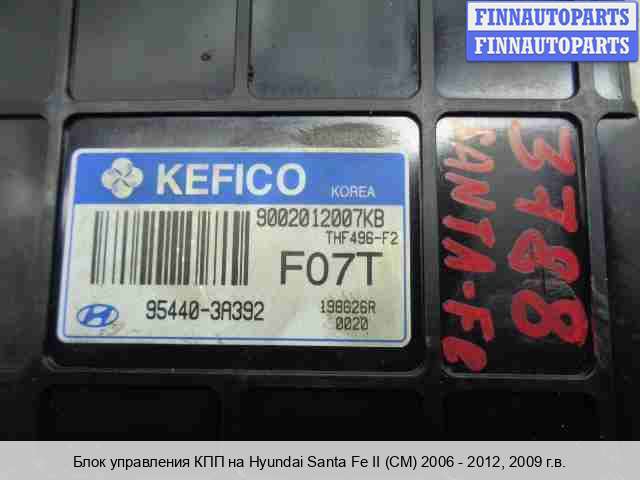 FINNAUTOPARTS
FINNAUTOPARTS
KEFICO
KOREA
9002012007KB
THF496-F2
F07T
95440-3A392
198626R
0020
3788
SANTA-FE
Блок управления КПП на Hyundai Santa Fe II (CM) 2006 - 2012, 2009 г.в.